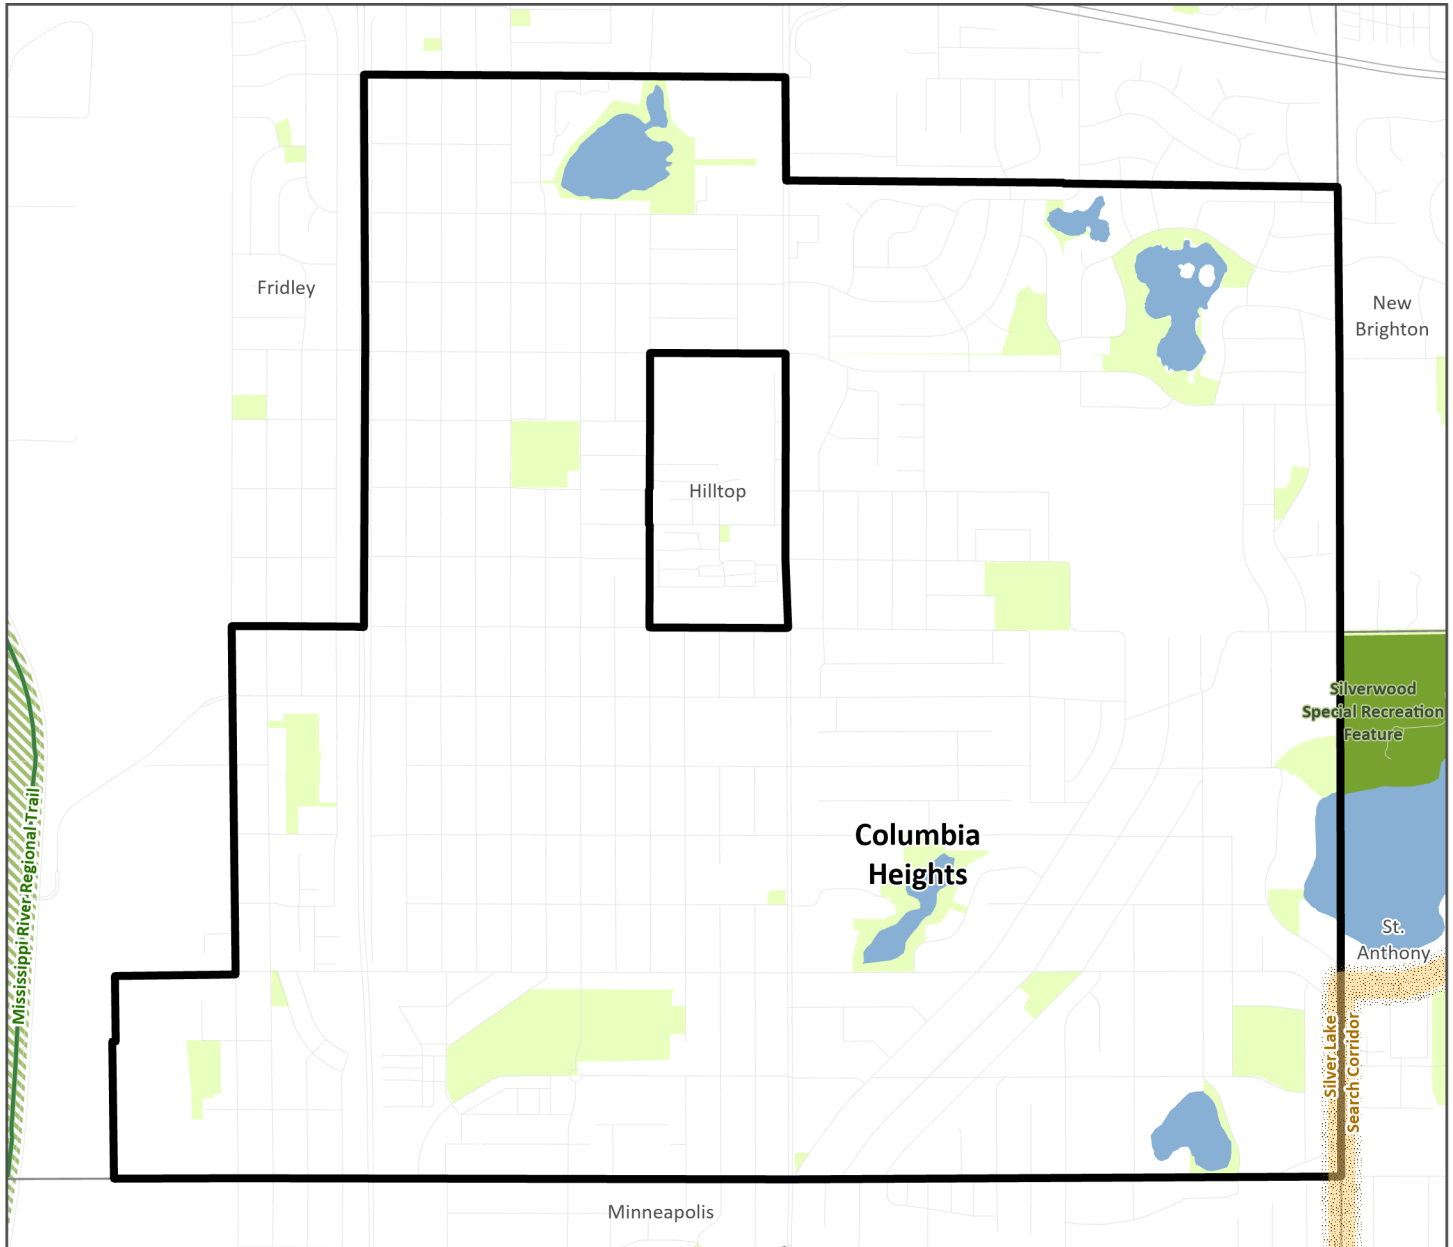 Fridley
New
Brighton
Hilltop
Silverwood
Special Recreation
Feature
Columbia
Heights
St.
Anthony
Mississippi River Regional Trail
Silver Lake
Search Corridor
Minneapolis